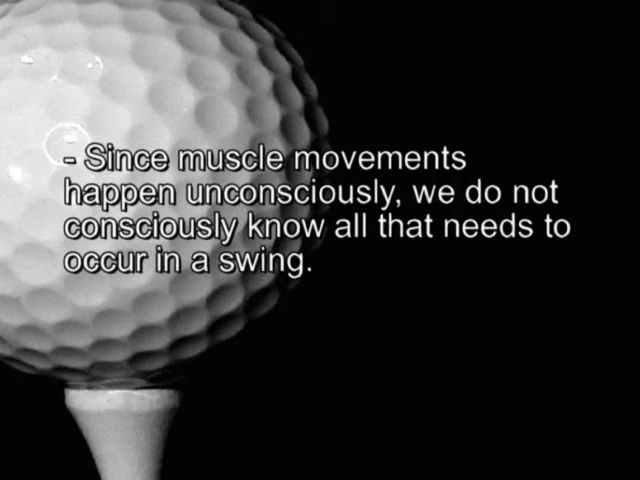 - Since muscle movements
happen unconsciously, we do not
consciously know all that needs to
occur in a swing.